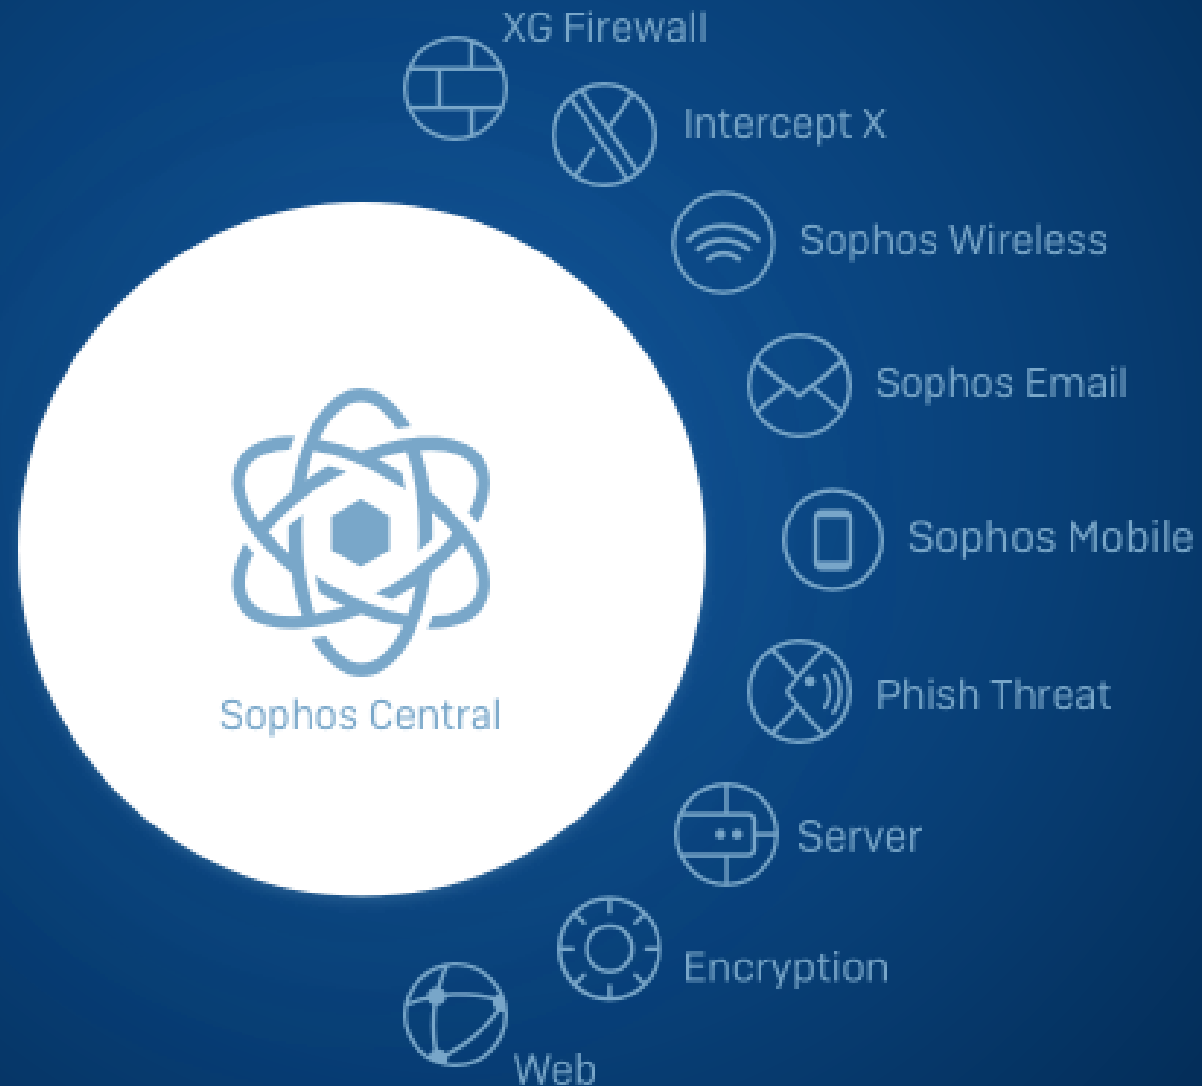 XG Firewall
Intercept X
Sophos Wireless
Sophos Email
Sophos Mobile
Sophos Central
Phish Threat
Server
Encryption
Web